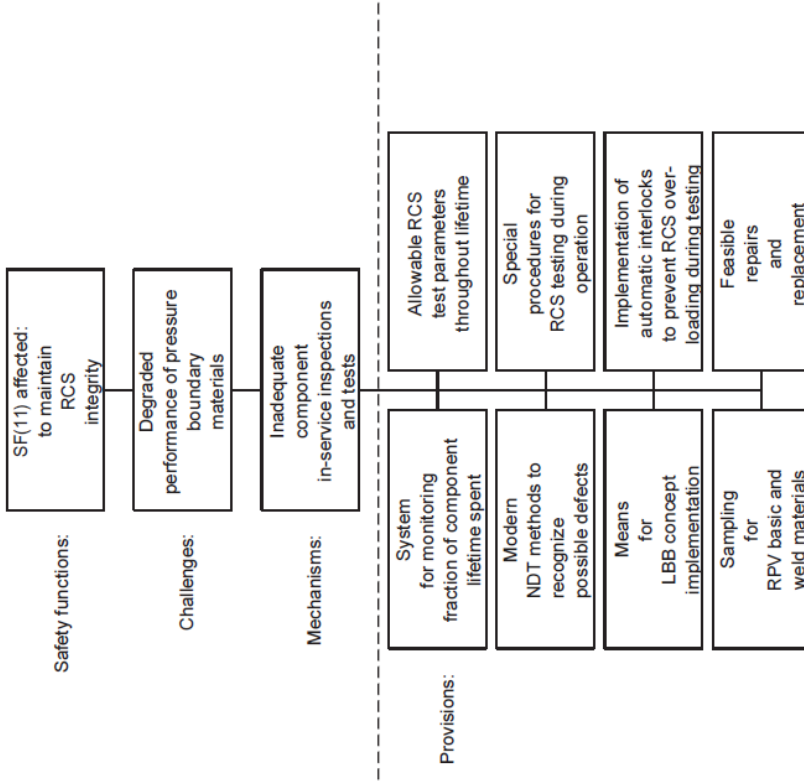 Safety functions:
SF(11) affected:
to maintain
RCS
integrity
Challenges:
Degraded
performance of pressure
boundary
materials
Mechanisms:
Inadequate
component
in-service inspections
and tests
Provisions:
System
for monitoring
fraction of component
lifetime spent
Allowable RCS
test parameters
throughout lifetime
Modern
NDT methods to
recognize
possible defects
Special
procedures for
RCS testing during
operation
Means
for
LBB concept
implementation
Implementation of
automatic interlocks
to prevent RCS over-
loading during testing
Sampling
for
RPV basic and
weld materials
Feasible
repairs
and
replacement